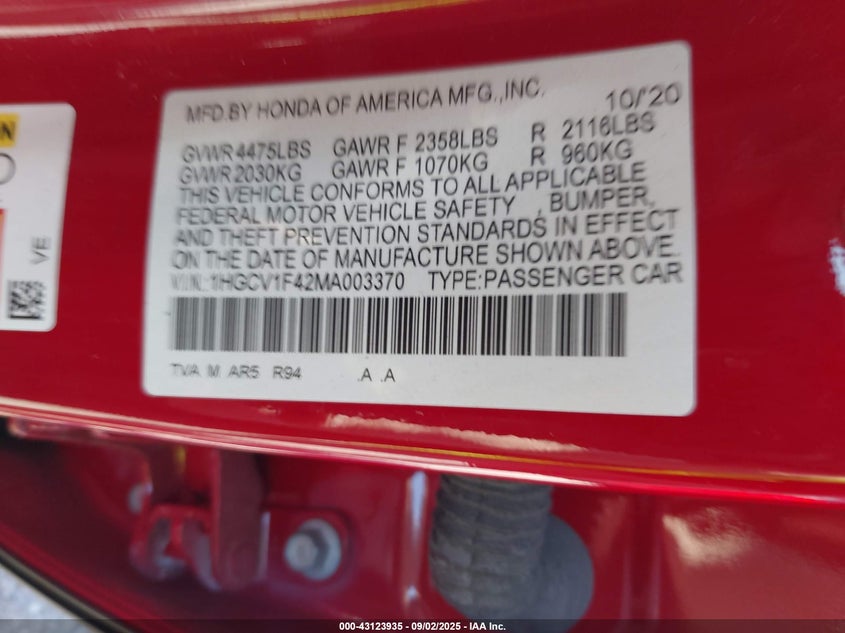 MFD.BY HONDA OF AMERICA MFG.,INC. 10/'20
GVWR 4475LBS GAWR F 2358LBS R 2116LBS
GVWR 2030KG GAWR F 1070KG R 960KG
THIS VEHICLE CONFORMS TO ALL APPLICABLE
FEDERAL MOTOR VEHICLE SAFETY , BUMPER,
AND THEFT PREVENTION STANDARDS IN EFFECT
ON THE DATE OF MANUFACTURE SHOWN ABOVE.
V.I.N.:1HGCV1F42MA003370 TYPE:PASSENGER CAR
TVA M AR5 R94 .A .A
VE
000-43123935 - 09/02/2025 - IAA Inc.